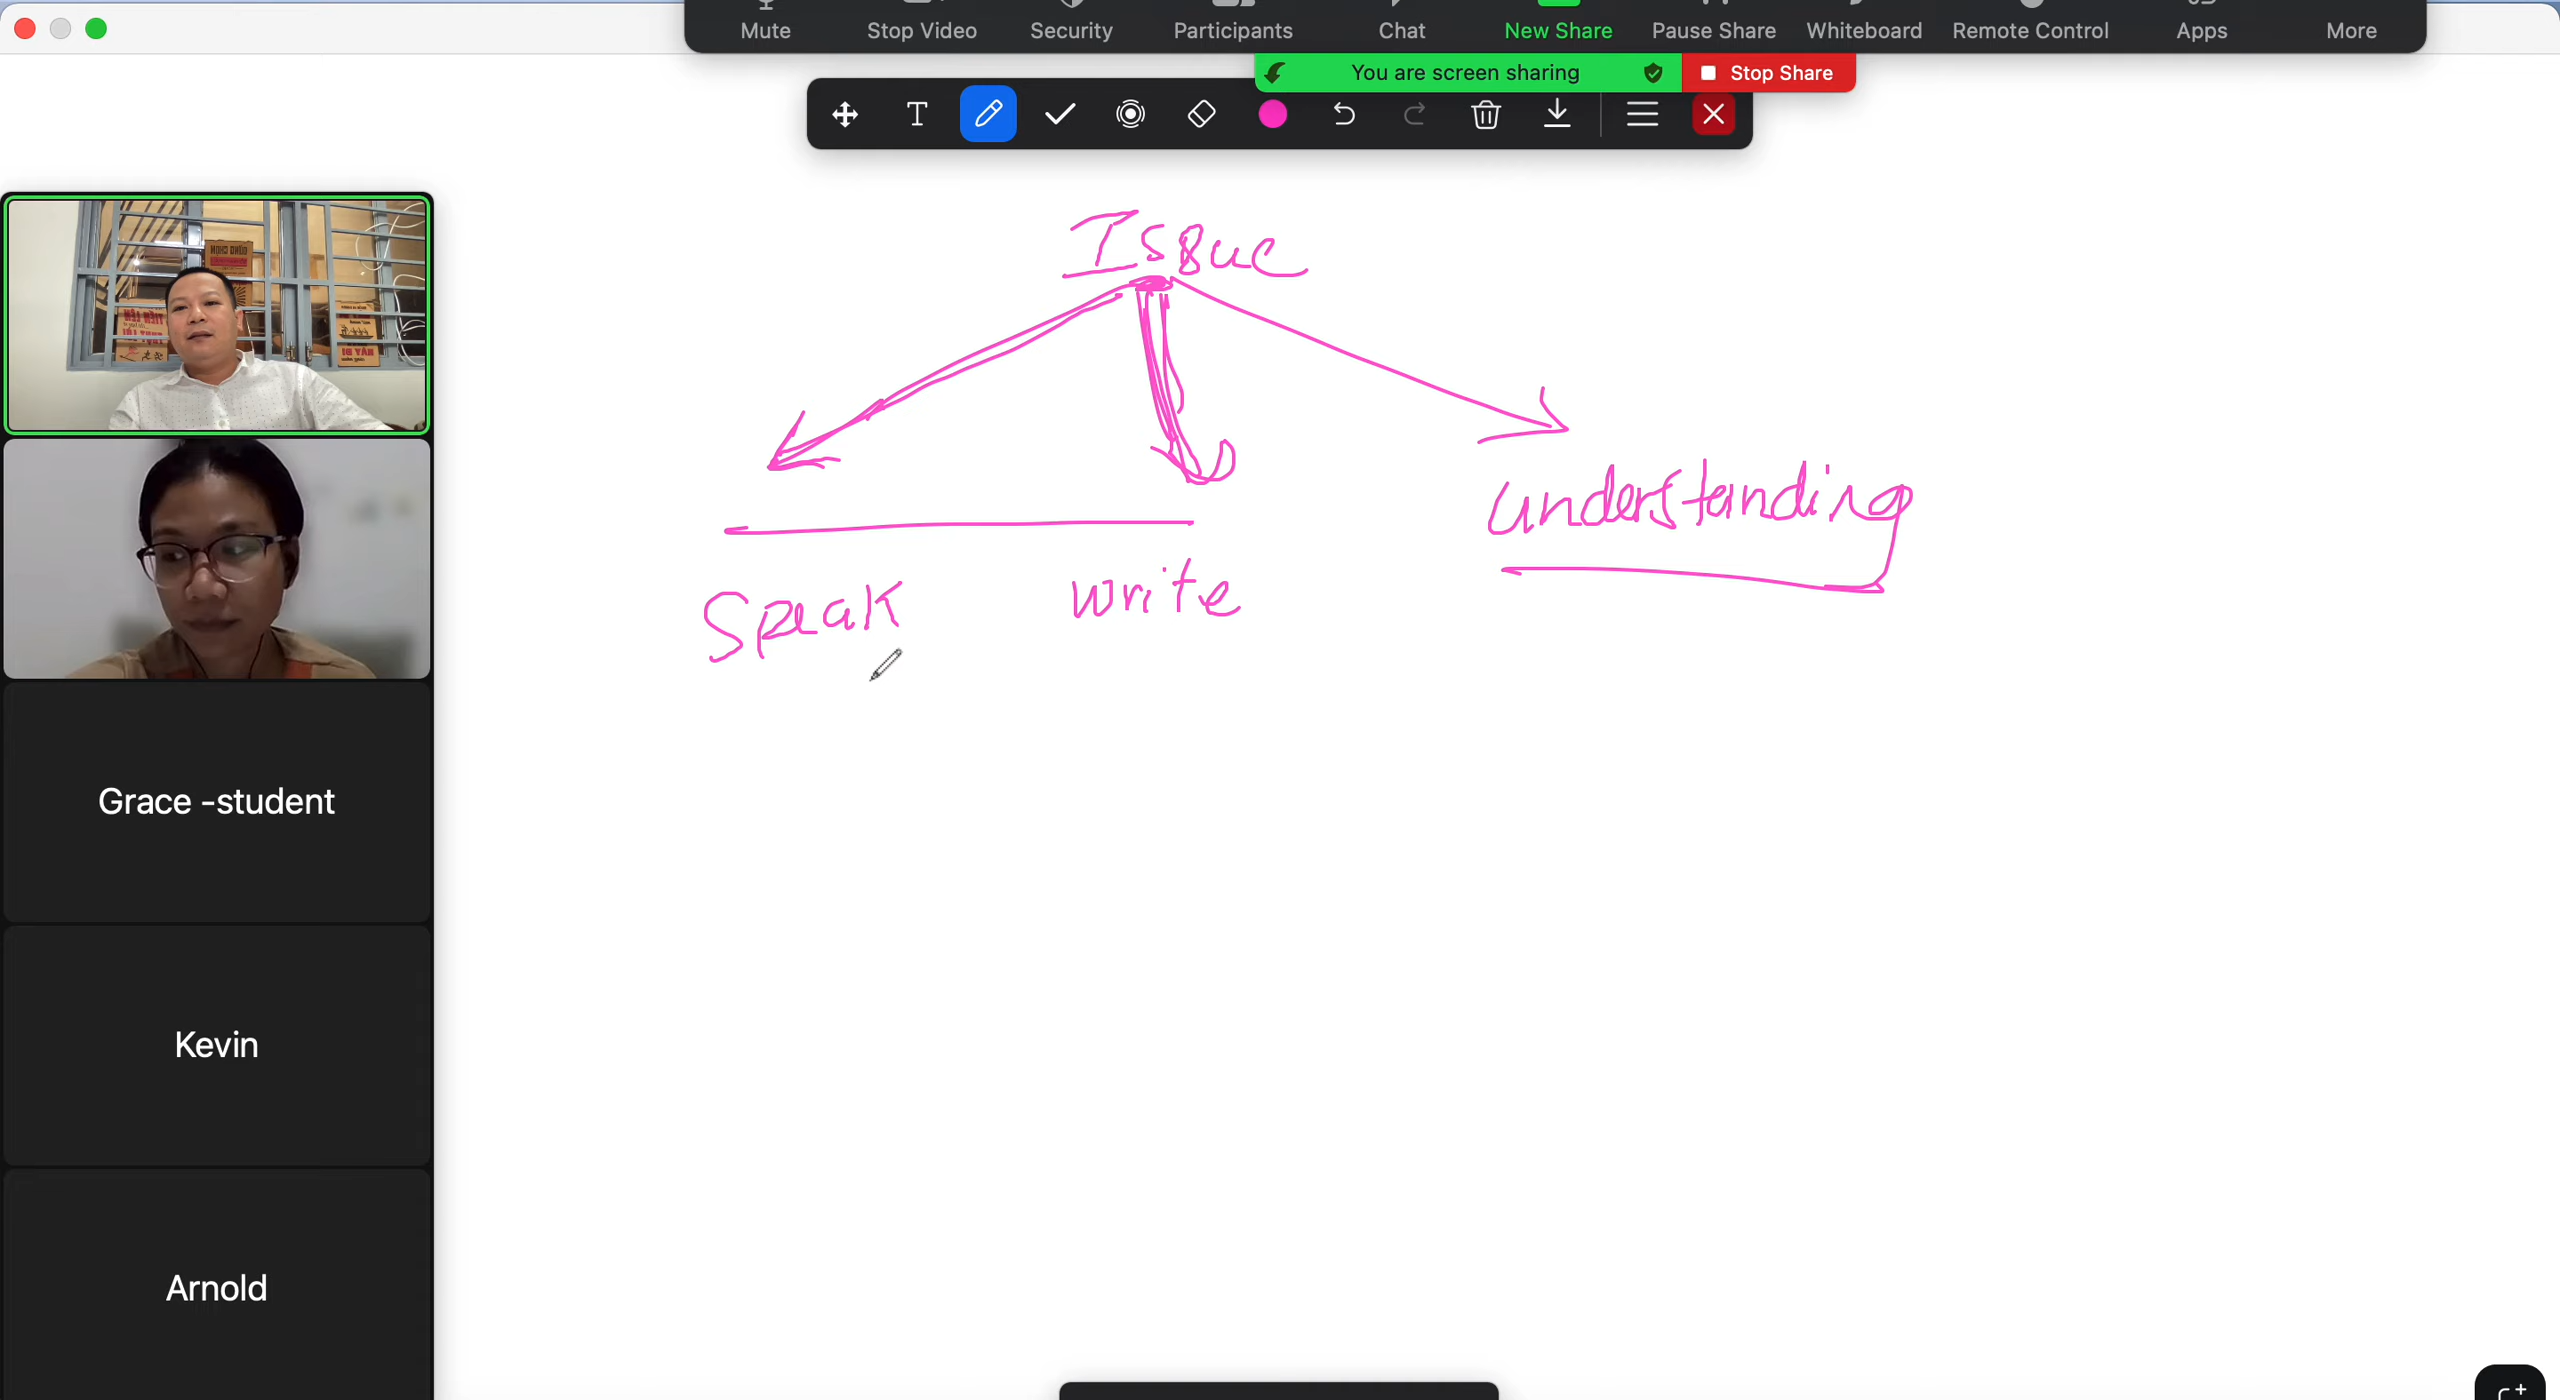 Mute Stop Video Security Participants Chat New Share Pause Share Whiteboard Remote Control Apps More
You are screen sharing Stop Share
T
Issue
understanding
Speak write
Grace -student
Kevin
Arnold